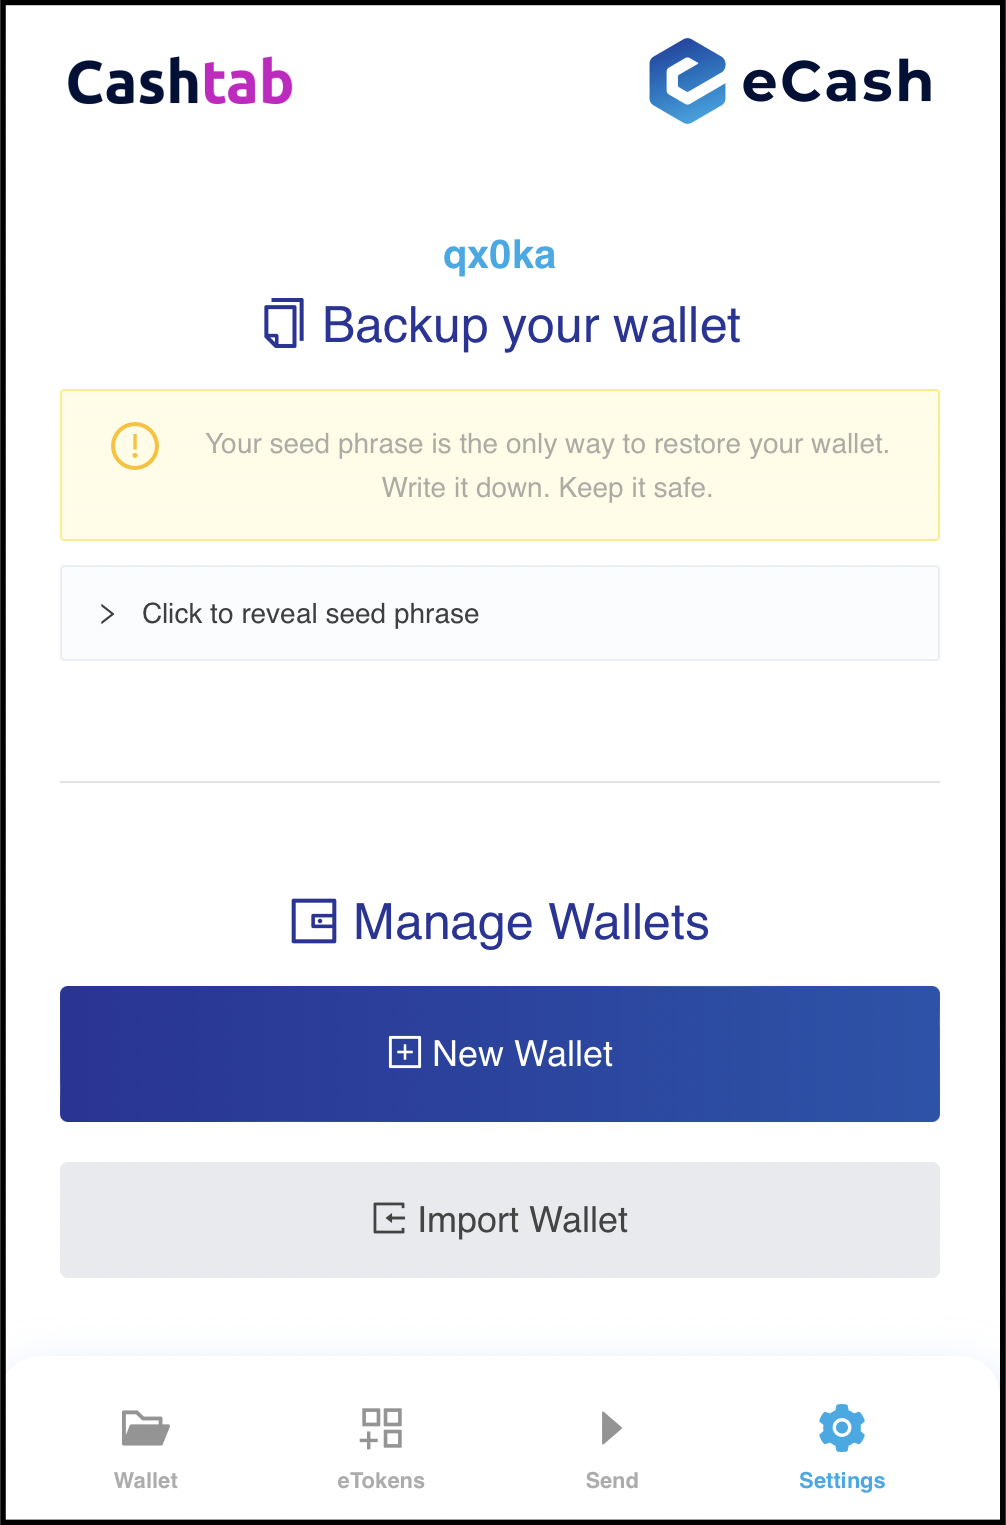 Cashtab
eCash
qx0ka
Backup your wallet
Your seed phrase is the only way to restore your wallet.
Write it down. Keep it safe.
Click to reveal seed phrase
Manage Wallets
New Wallet
Import Wallet
Wallet
eTokens
Send
Settings